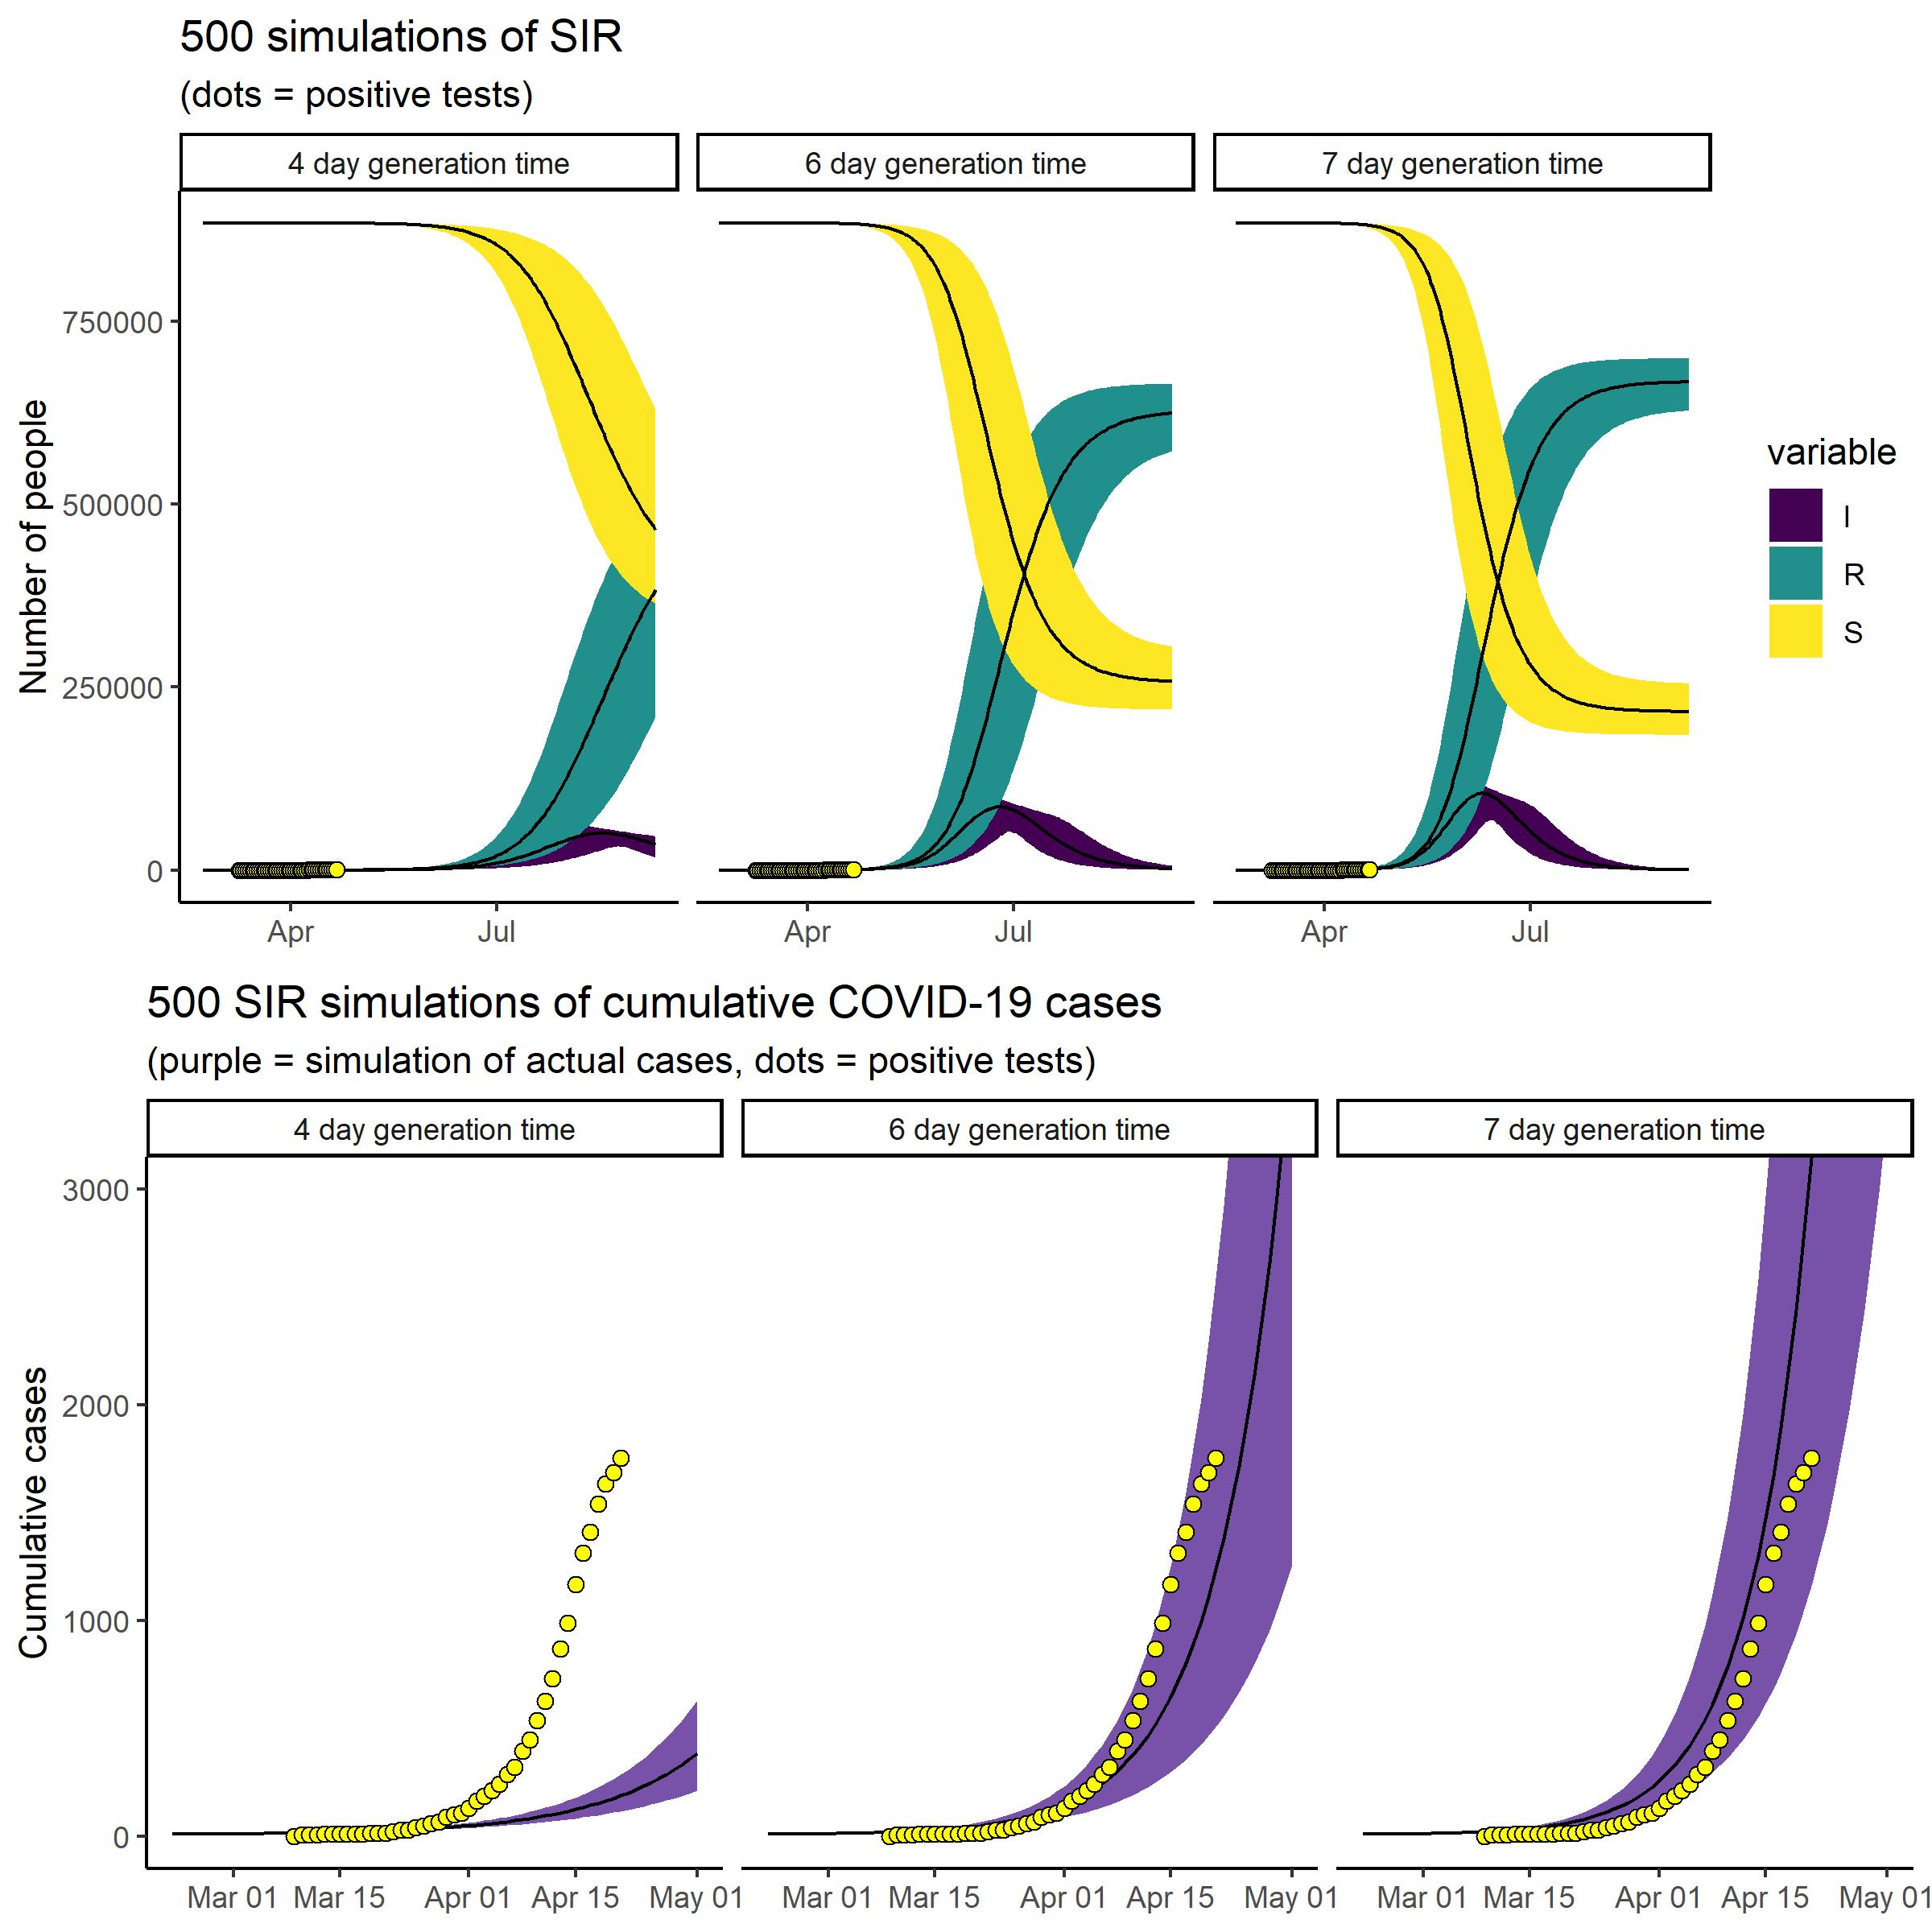 500 simulations of SIR
(dots = positive tests)
4 day generation time
6 day generation time
7 day generation time
Number of people
750000
500000
250000
0
Apr
Jul
Apr
Jul
Apr
Jul
variable
I
R
S
500 SIR simulations of cumulative COVID-19 cases
(purple = simulation of actual cases, dots = positive tests)
4 day generation time
6 day generation time
7 day generation time
Cumulative cases
3000
2000
1000
0
Mar 01
Mar 15
Apr 01
Apr 15
May 01
Mar 01
Mar 15
Apr 01
Apr 15
May 01
Mar 01
Mar 15
Apr 01
Apr 15
May 01